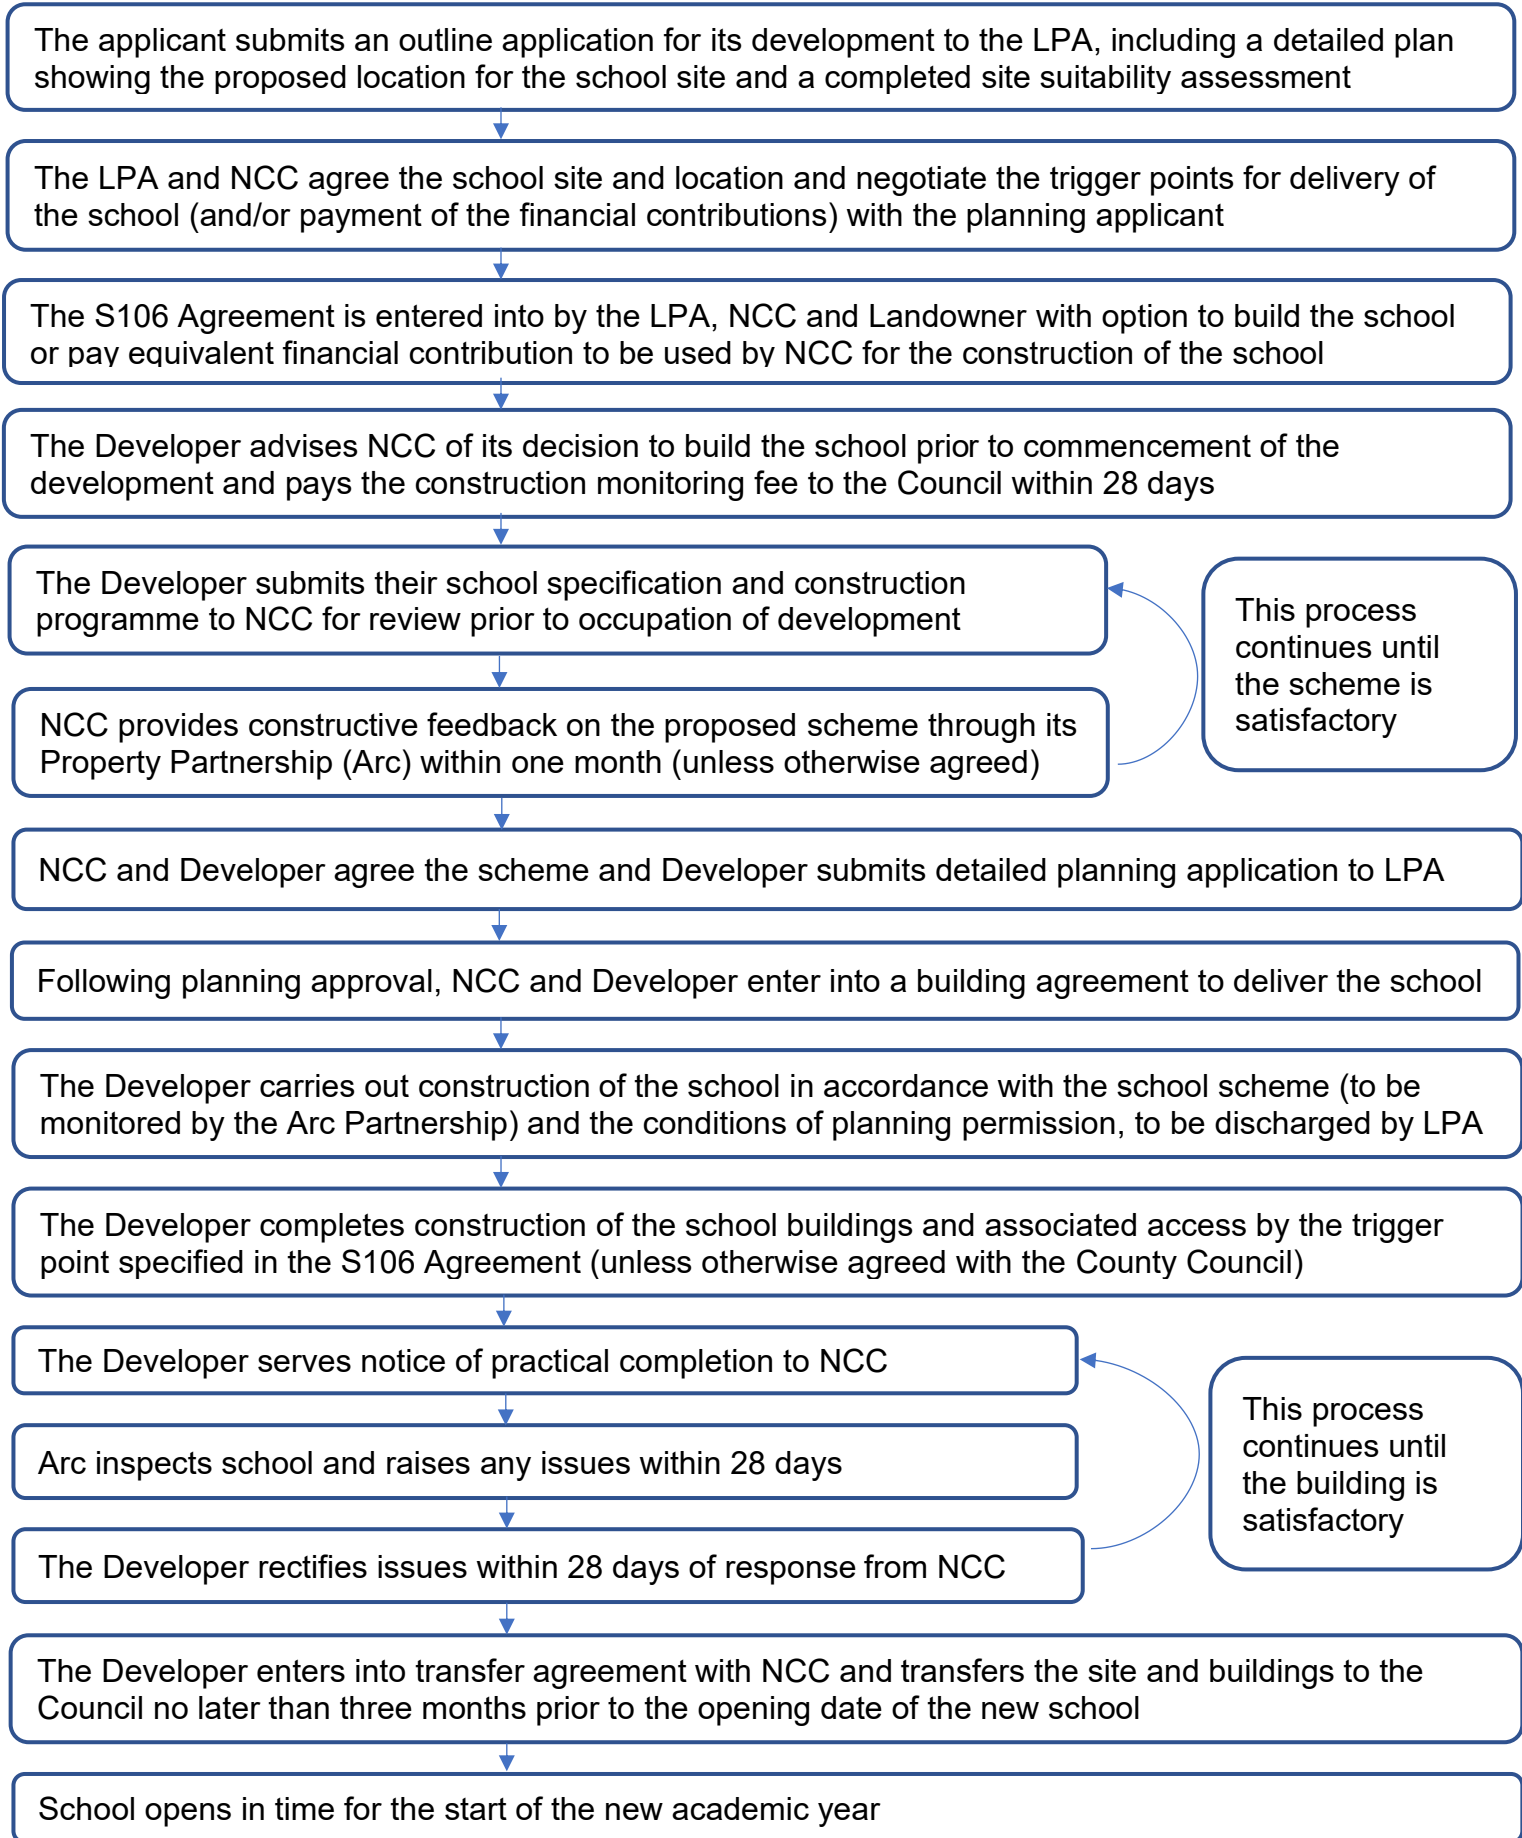 The applicant submits an outline application for its development to the LPA, including a detailed plan
showing the proposed location for the school site and a completed site suitability assessment
The LPA and NCC agree the school site and location and negotiate the trigger points for delivery of
the school (and/or payment of the financial contributions) with the planning applicant
The S106 Agreement is entered into by the LPA, NCC and Landowner with option to build the school
or pay equivalent financial contribution to be used by NCC for the construction of the school
The Developer advises NCC of its decision to build the school prior to commencement of the
development and pays the construction monitoring fee to the Council within 28 days
The Developer submits their school specification and construction
programme to NCC for review prior to occupation of development
This process
continues until
the scheme is
satisfactory
NCC provides constructive feedback on the proposed scheme through its
Property Partnership (Arc) within one month (unless otherwise agreed)
NCC and Developer agree the scheme and Developer submits detailed planning application to LPA
Following planning approval, NCC and Developer enter into a building agreement to deliver the school
The Developer carries out construction of the school in accordance with the school scheme (to be
monitored by the Arc Partnership) and the conditions of planning permission, to be discharged by LPA
The Developer completes construction of the school buildings and associated access by the trigger
point specified in the S106 Agreement (unless otherwise agreed with the County Council)
The Developer serves notice of practical completion to NCC
Arc inspects school and raises any issues within 28 days
The Developer rectifies issues within 28 days of response from NCC
This process
continues until
the building is
satisfactory
The Developer enters into transfer agreement with NCC and transfers the site and buildings to the
Council no later than three months prior to the opening date of the new school
School opens in time for the start of the new academic year